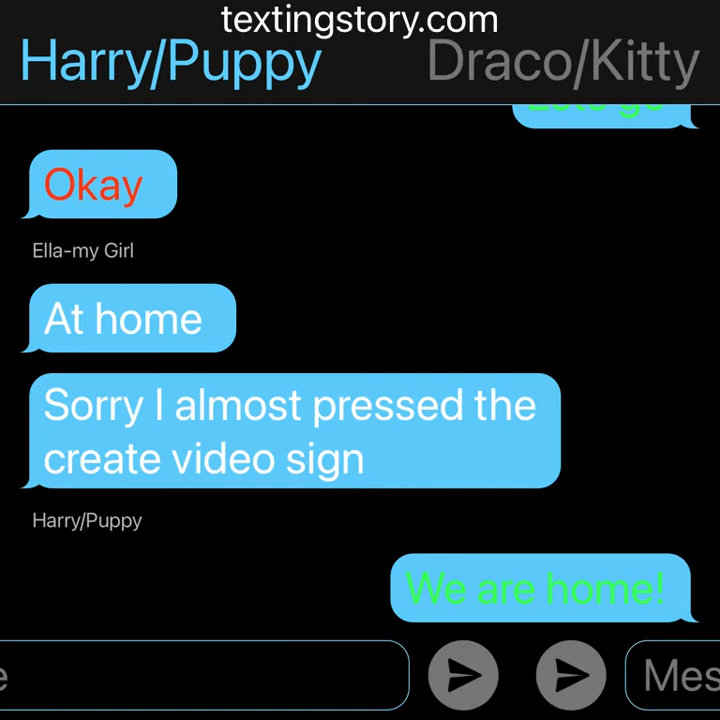 textingstory.com
Harry/Puppy
Draco/Kitty
Okay
Ella-my Girl
At home
Sorry I almost pressed the
create video sign
Harry/Puppy
We are home!
e
Mes